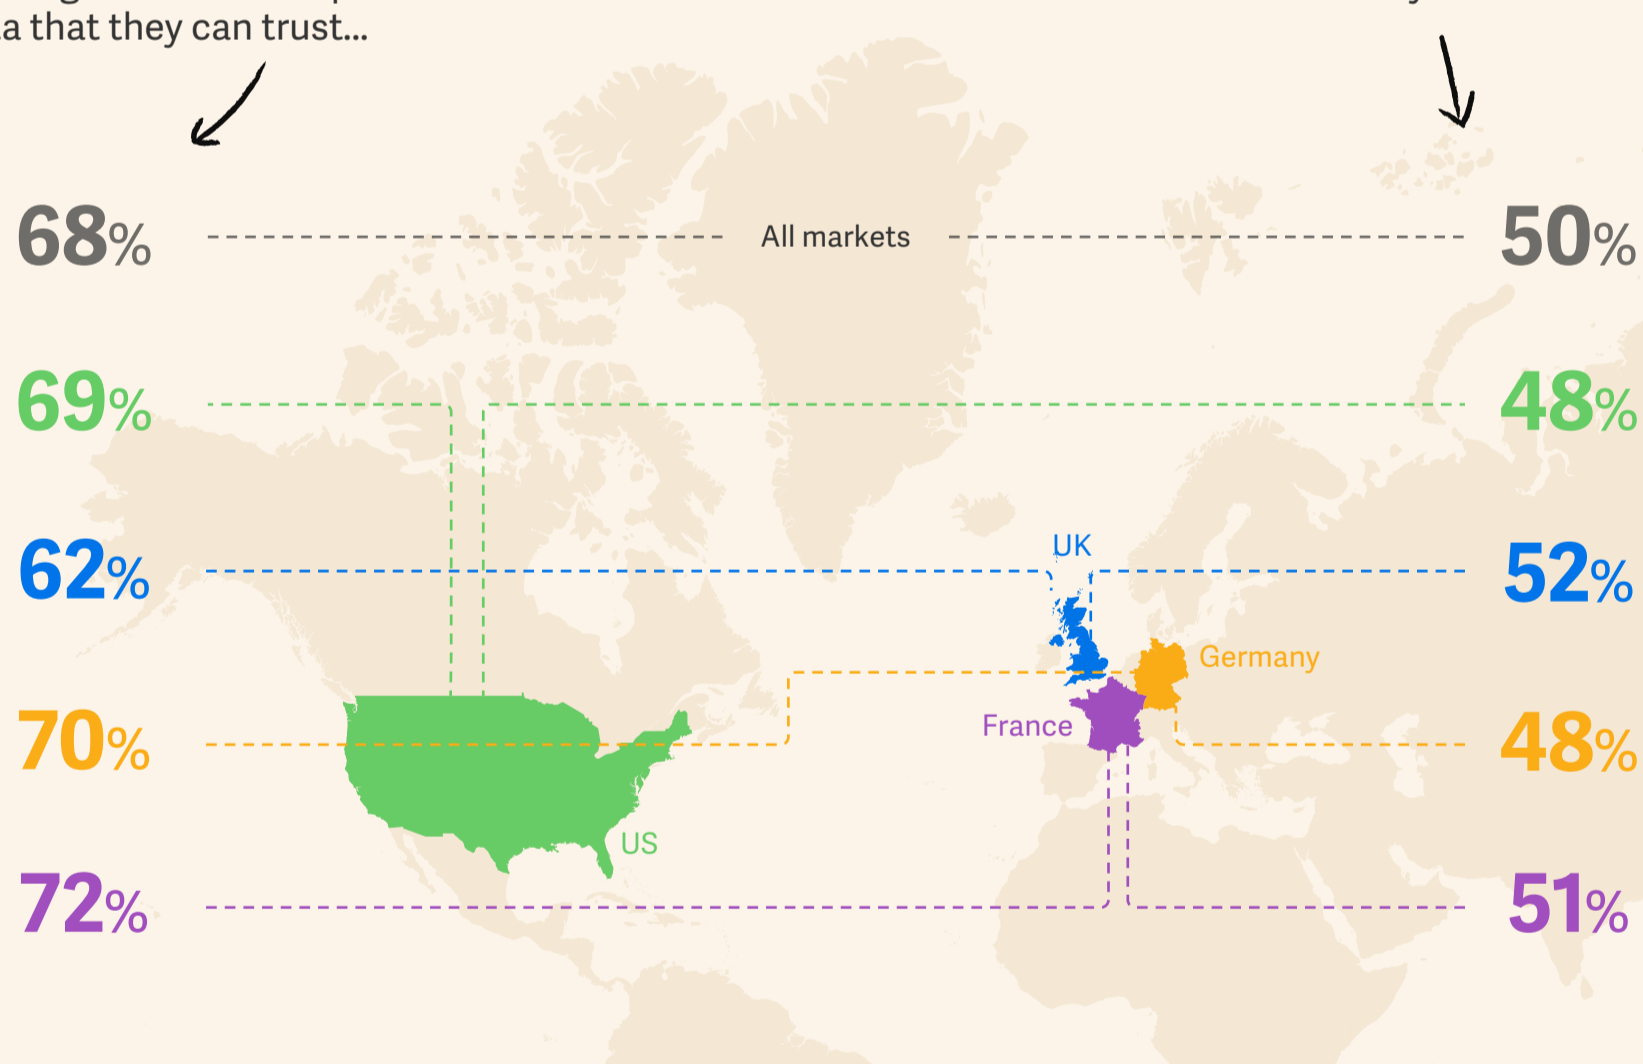 that they can trust...
68% All markets 50%
69% 48%
UK
62% 52%
Germany
France
70% 48%
US
72% 51%